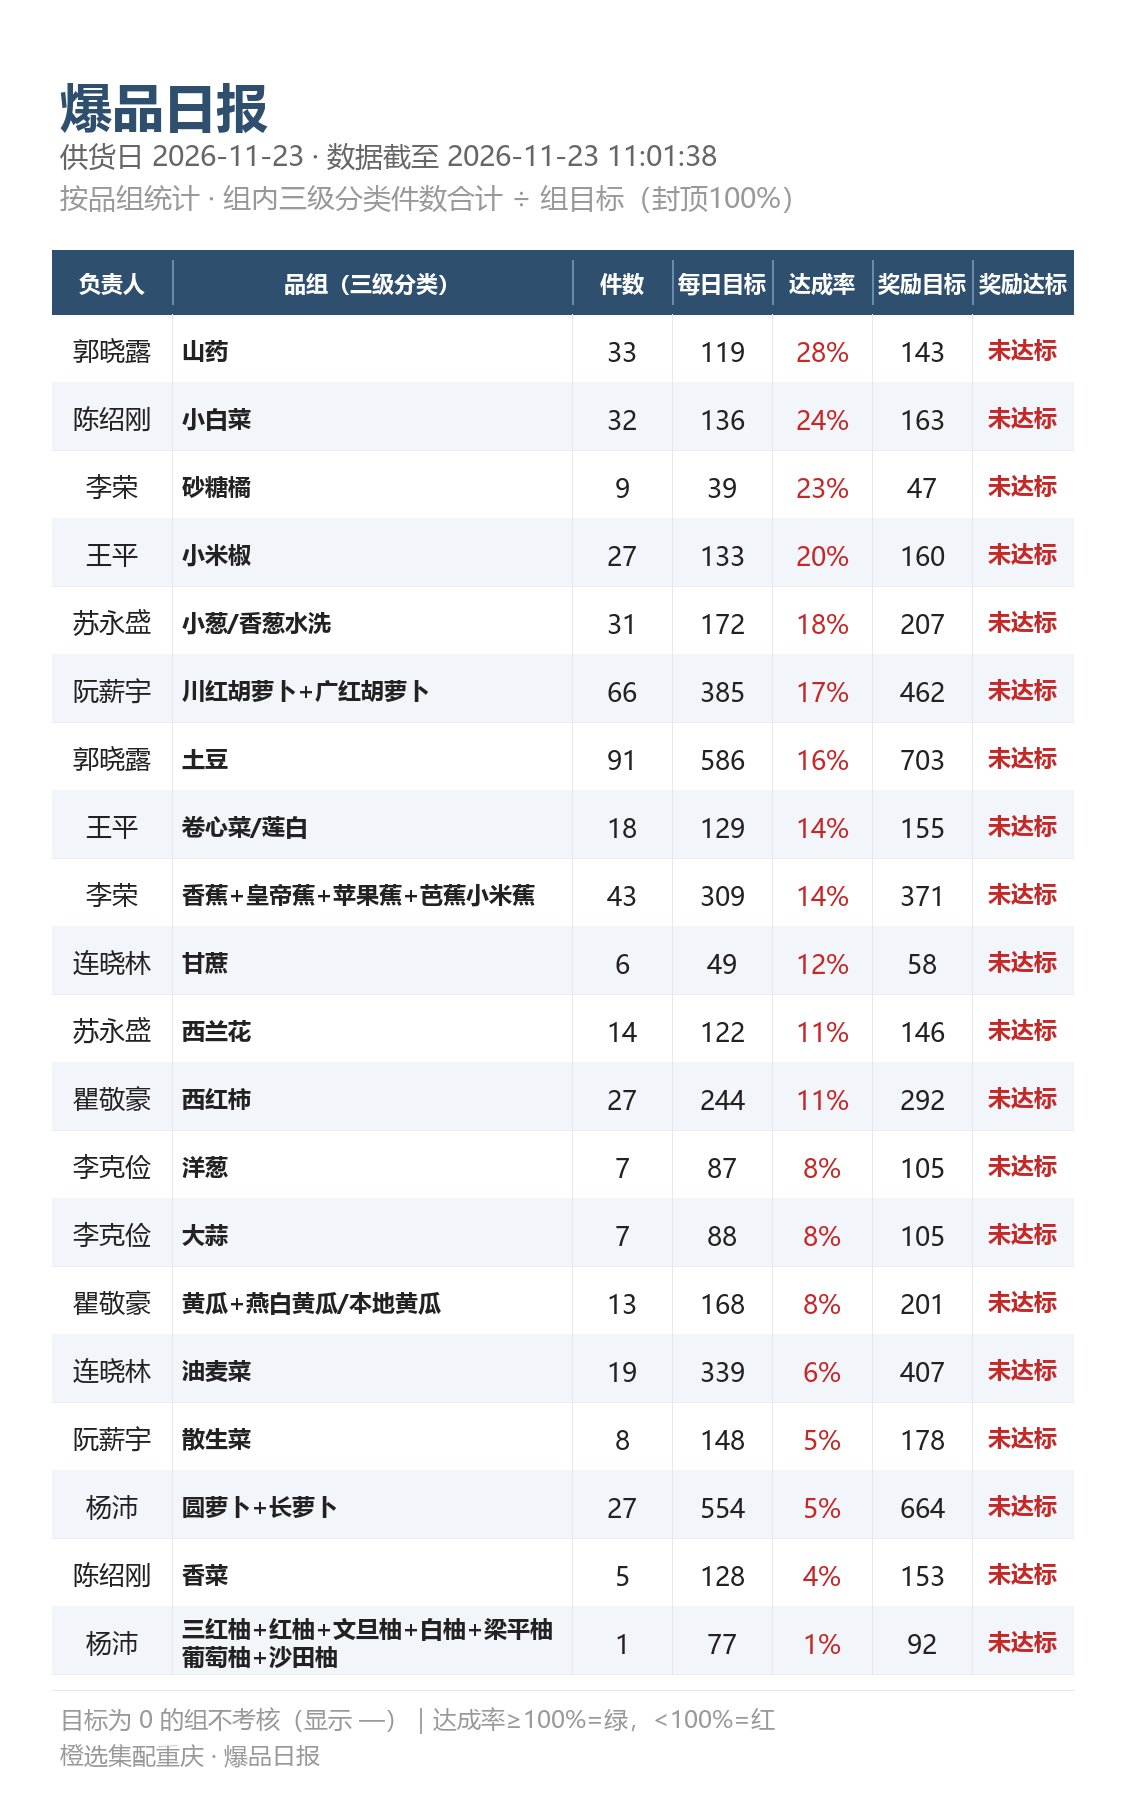 爆品日报
供货日 2026-11-23 · 数据截至 2026-11-23 11:01:38
按品组统计 · 组内三级分类件数合计 ÷ 组目标（封顶100%）
负责人 品组（三级分类） 件数 每日目标 达成率 奖励目标 奖励达标
郭晓露 山药 33 119 28% 143 未达标
陈绍刚 小白菜 32 136 24% 163 未达标
李荣 砂糖橘 9 39 23% 47 未达标
王平 小米椒 27 133 20% 160 未达标
苏永盛 小葱/香葱水洗 31 172 18% 207 未达标
阮薪宇 川红胡萝卜+广红胡萝卜 66 385 17% 462 未达标
郭晓露 土豆 91 586 16% 703 未达标
王平 卷心菜/莲白 18 129 14% 155 未达标
李荣 香蕉+皇帝蕉+苹果蕉+芭蕉小米蕉 43 309 14% 371 未达标
连晓林 甘蔗 6 49 12% 58 未达标
苏永盛 西兰花 14 122 11% 146 未达标
瞿敬豪 西红柿 27 244 11% 292 未达标
李克俭 洋葱 7 87 8% 105 未达标
李克俭 大蒜 7 88 8% 105 未达标
瞿敬豪 黄瓜+燕白黄瓜/本地黄瓜 13 168 8% 201 未达标
连晓林 油麦菜 19 339 6% 407 未达标
阮薪宇 散生菜 8 148 5% 178 未达标
杨沛 圆萝卜+长萝卜 27 554 5% 664 未达标
陈绍刚 香菜 5 128 4% 153 未达标
杨沛 三红柚+红柚+文旦柚+白柚+梁平柚 1 77 1% 92 未达标
葡萄柚+沙田柚
目标为 0 的组不考核（显示 —）｜达成率≥100%=绿，<100%=红
橙选集配重庆 · 爆品日报